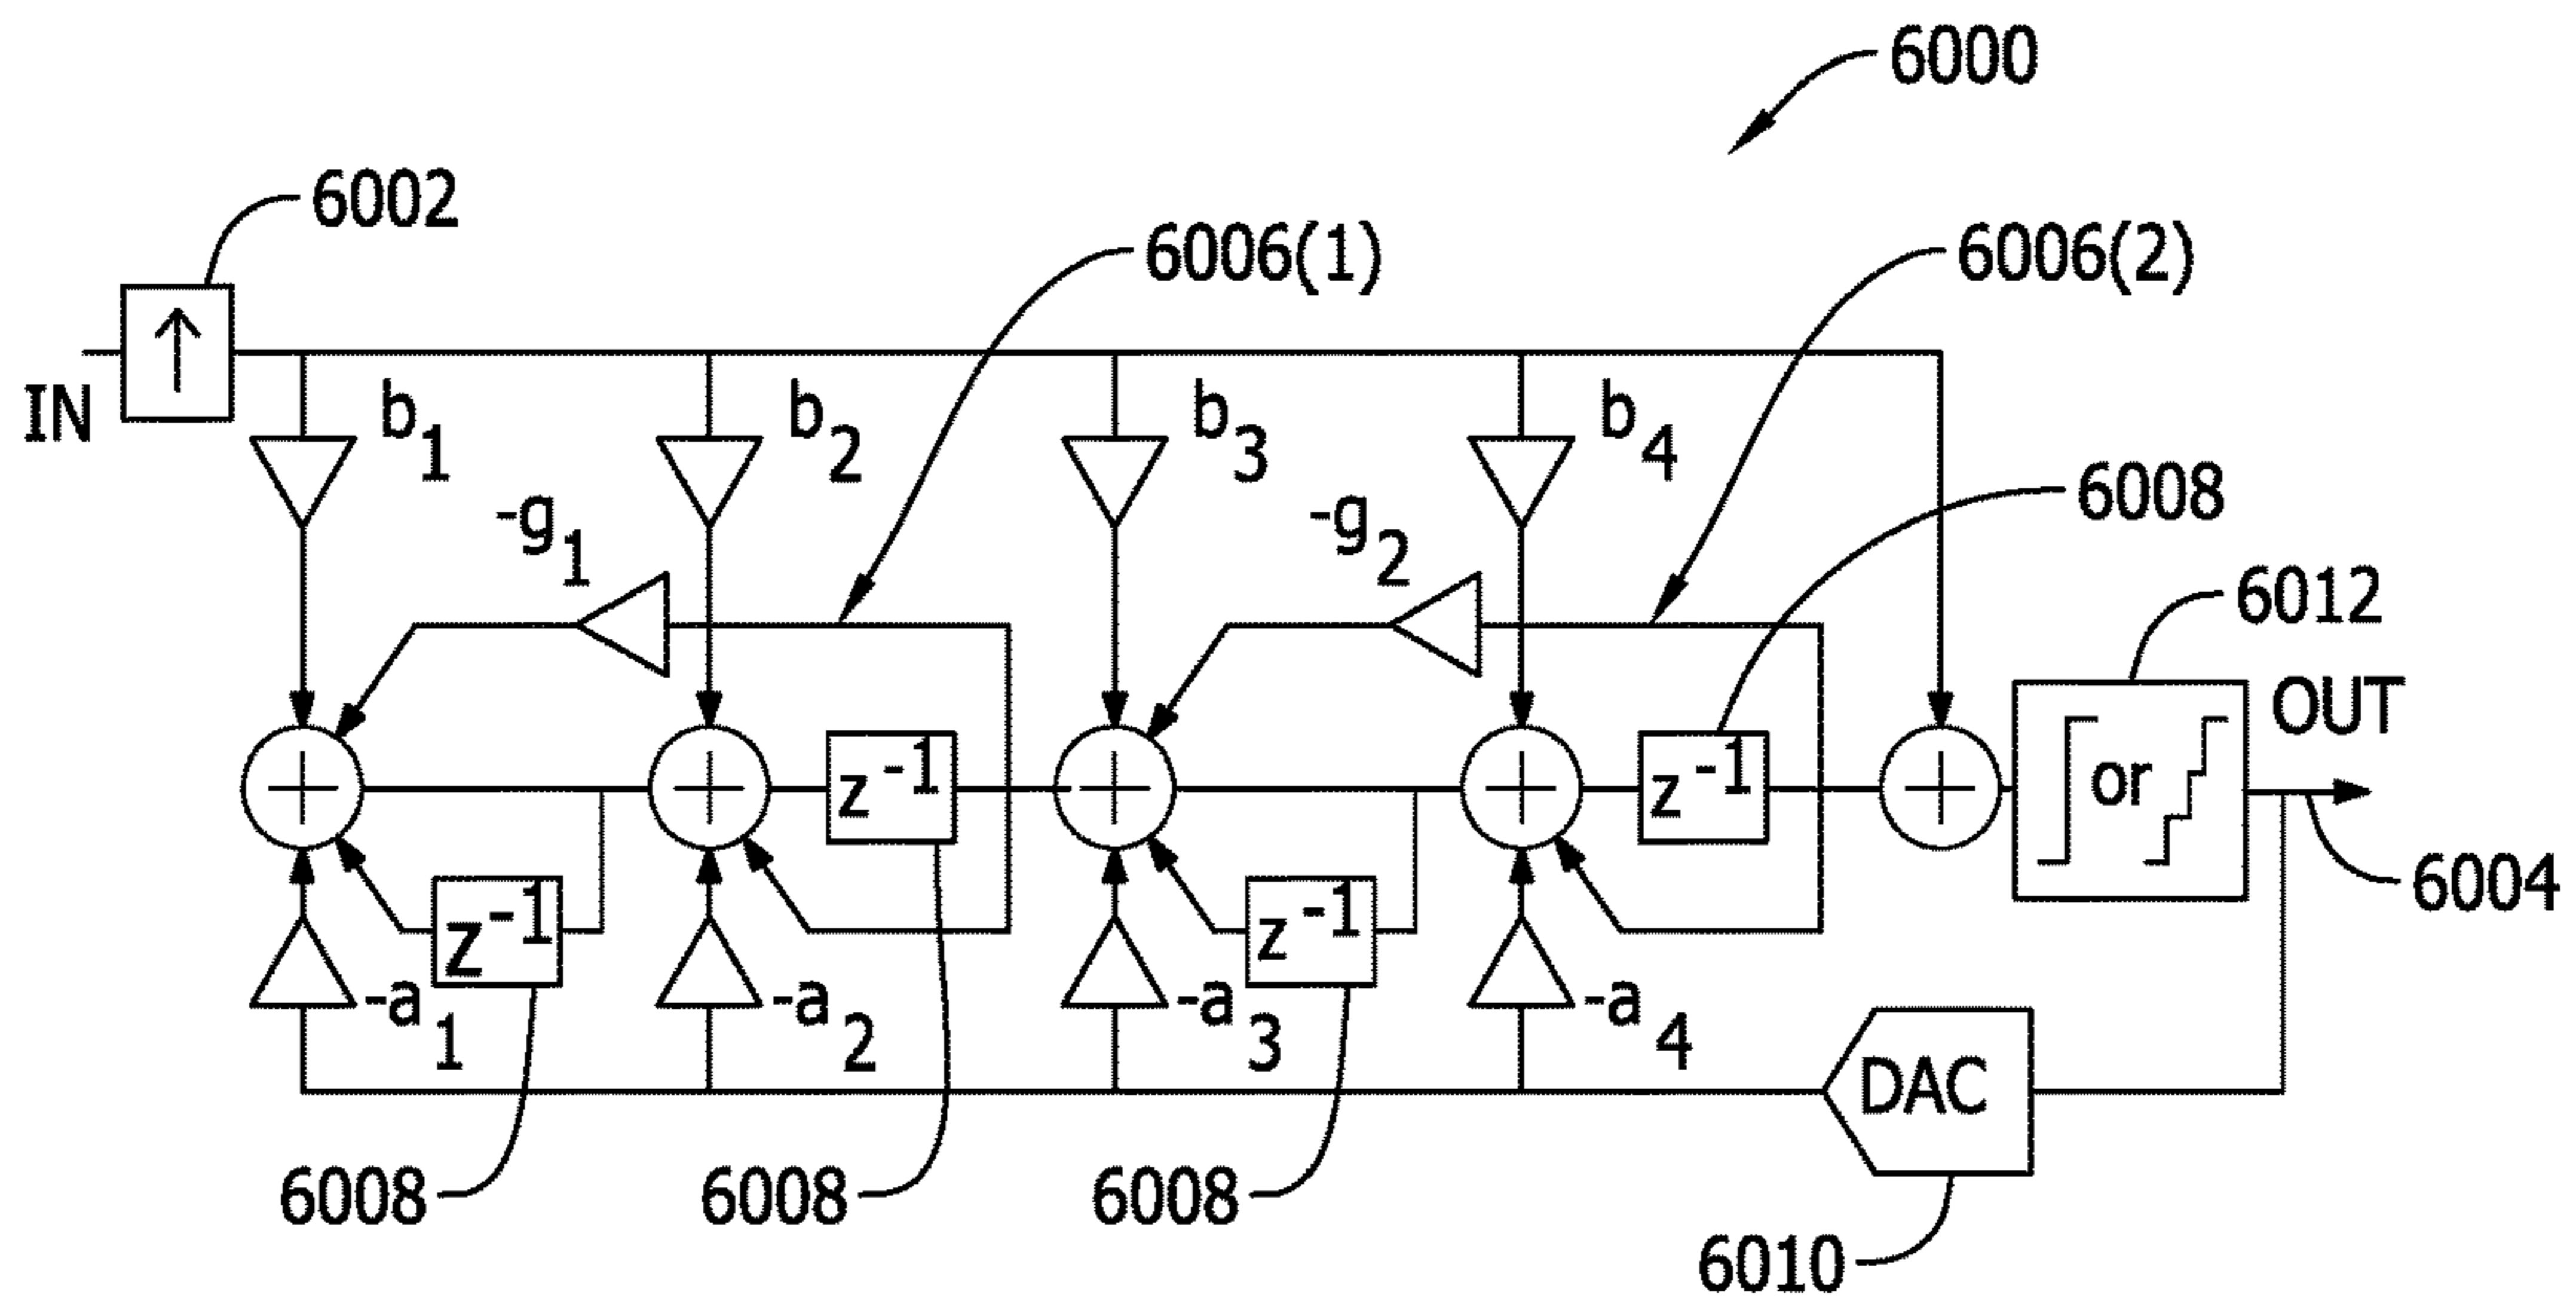 6000
6002
6006(1)
6006(2)
IN
↑
b1
b2
b3
b4
-g1
-g2
6008
6012
OUT
+
+
z^-1
+
+
z^-1
+
or
6004
z^-1
z^-1
-a1
-a2
-a3
-a4
DAC
6008
6008
6008
6010